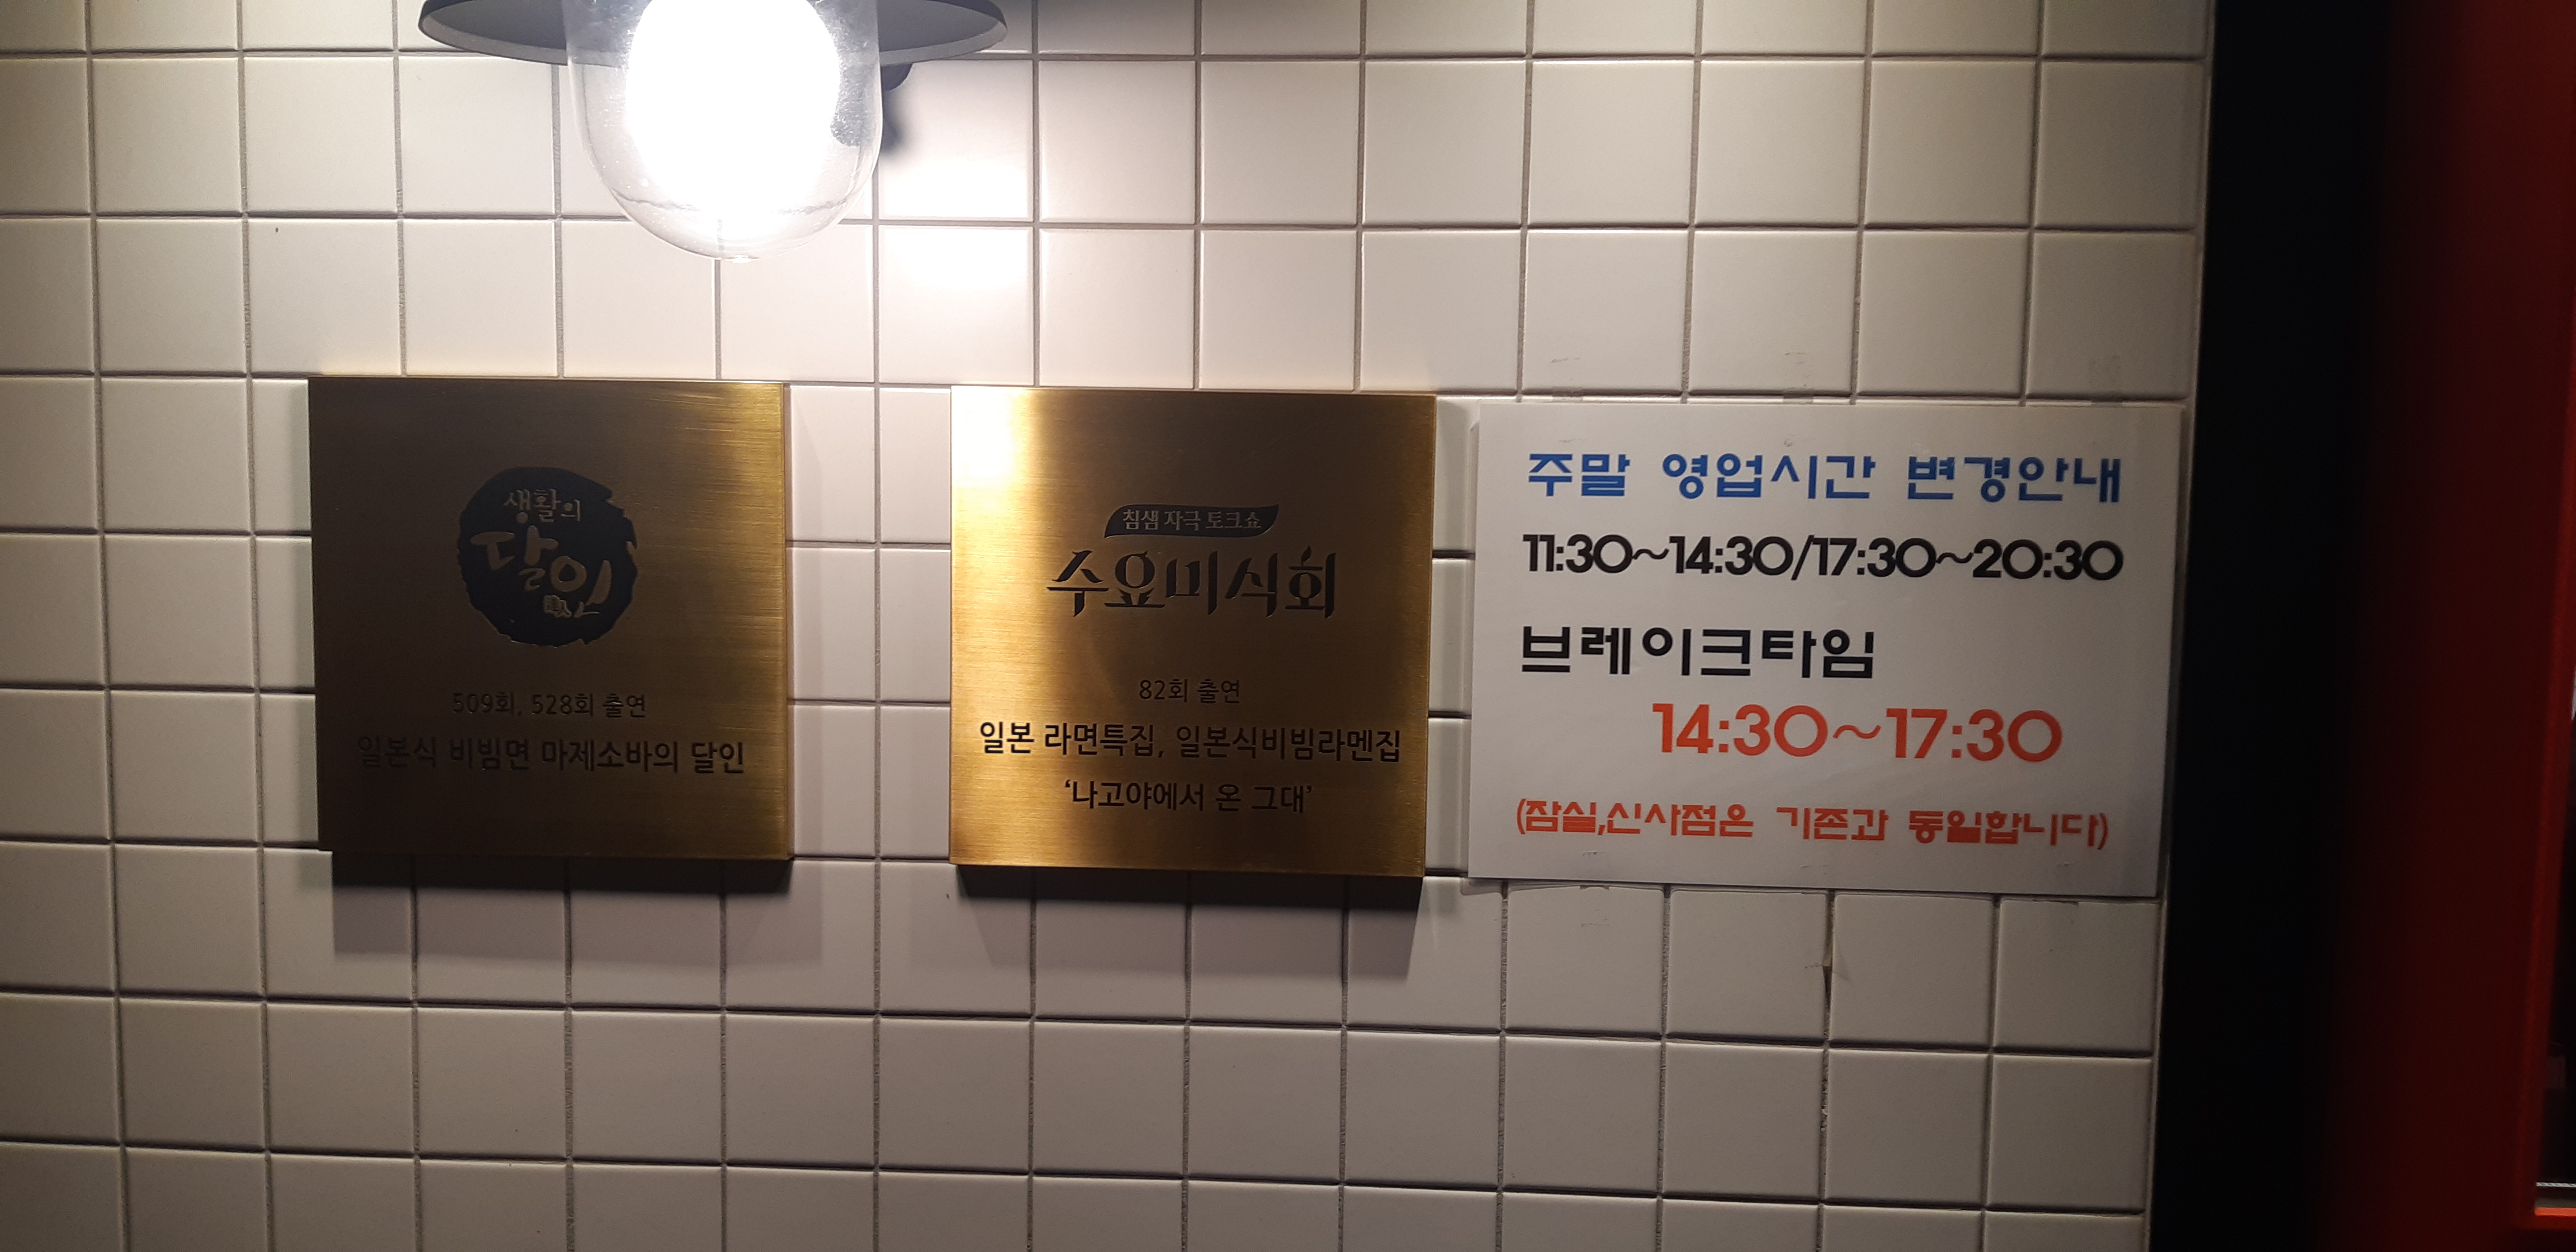 생활의
달인
509회, 528회 출연
일본식 비빔면 마제소바의 달인
침샘 자극 토크쇼
수요미식회
82회 출연
일본 라면특집, 일본식비빔라멘집
‘나고야에서 온 그대’
주말 영업시간 변경안내
11:30~14:30/17:30~20:30
브레이크타임
14:30~17:30
(잠실,신사점은 기존과 동일합니다)